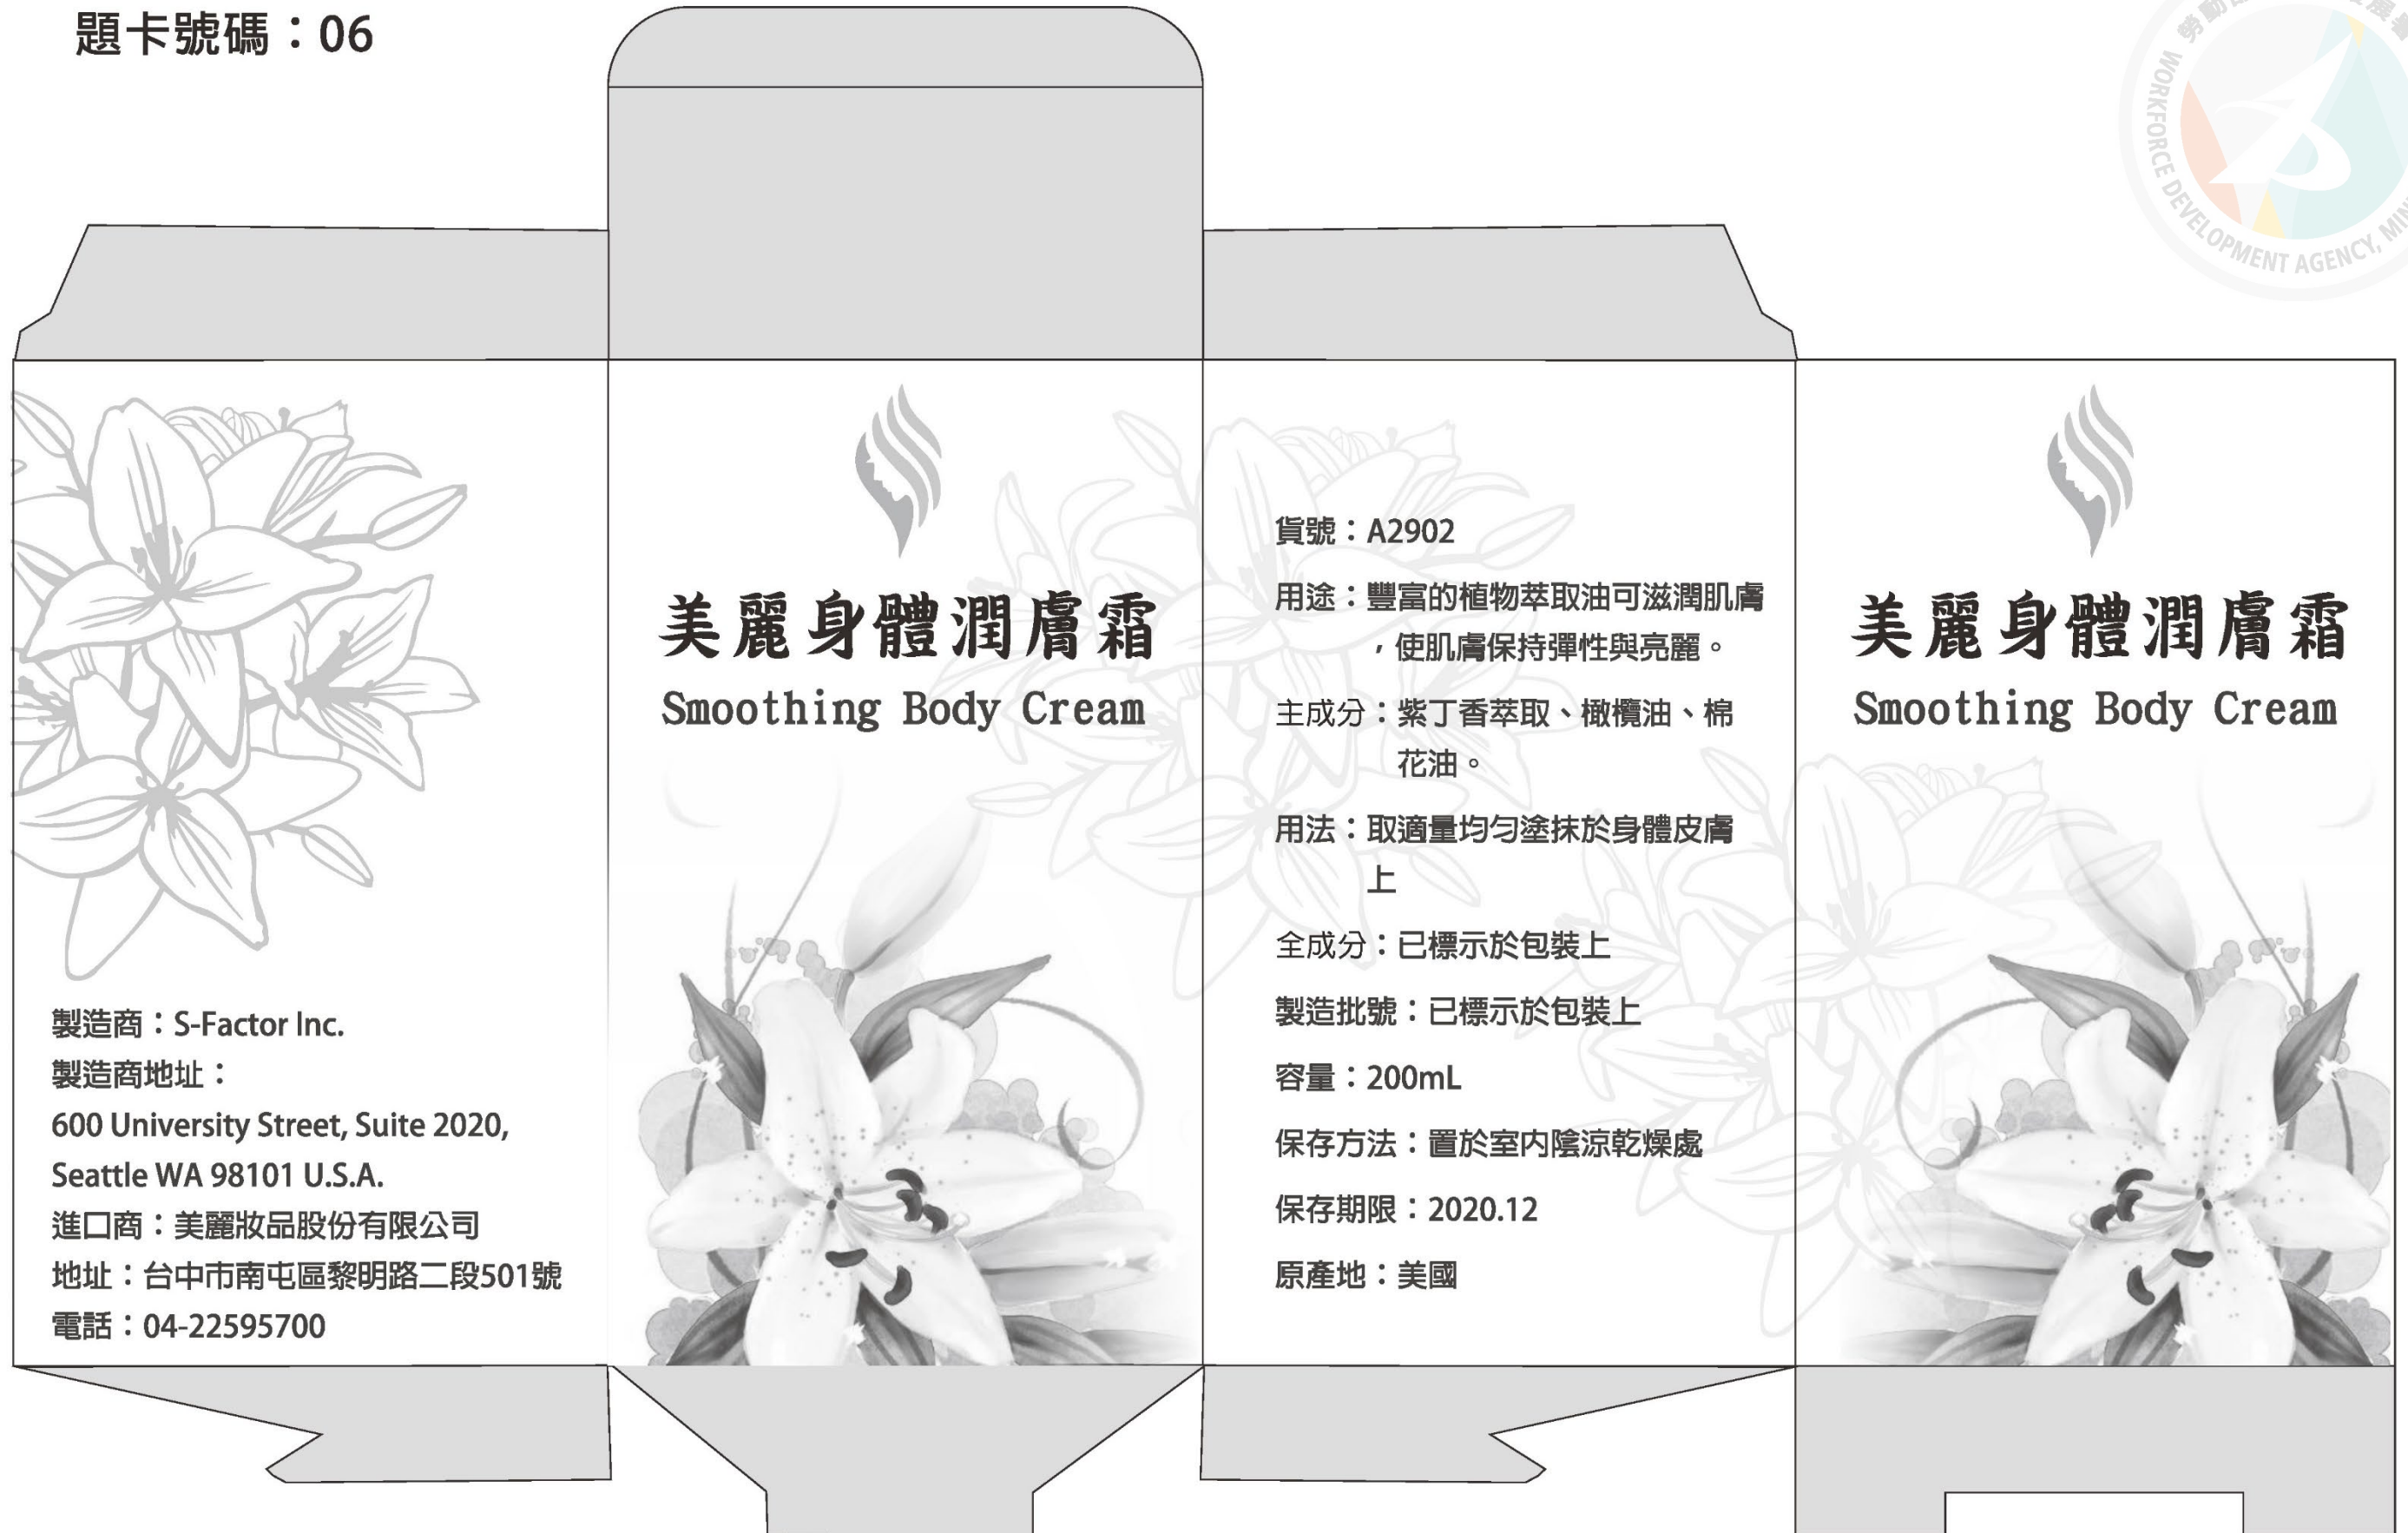 題卡號碼：06
WORKFORCE DEVELOPMENT AGENCY,
製造商：S-Factor Inc.
製造商地址：
600 University Street, Suite 2020,
Seattle WA 98101 U.S.A.
進口商：美麗妝品股份有限公司
地址：台中市南屯區黎明路二段501號
電話：04-22595700
美麗身體潤膚霜
Smoothing Body Cream
貨號：A2902
用途：豐富的植物萃取油可滋潤肌膚
，使肌膚保持彈性與亮麗。
主成分：紫丁香萃取、橄欖油、棉
花油。
用法：取適量均勻塗抹於身體皮膚
上
全成分：已標示於包裝上
製造批號：已標示於包裝上
容量：200mL
保存方法：置於室內陰涼乾燥處
保存期限：2020.12
原產地：美國
美麗身體潤膚霜
Smoothing Body Cream